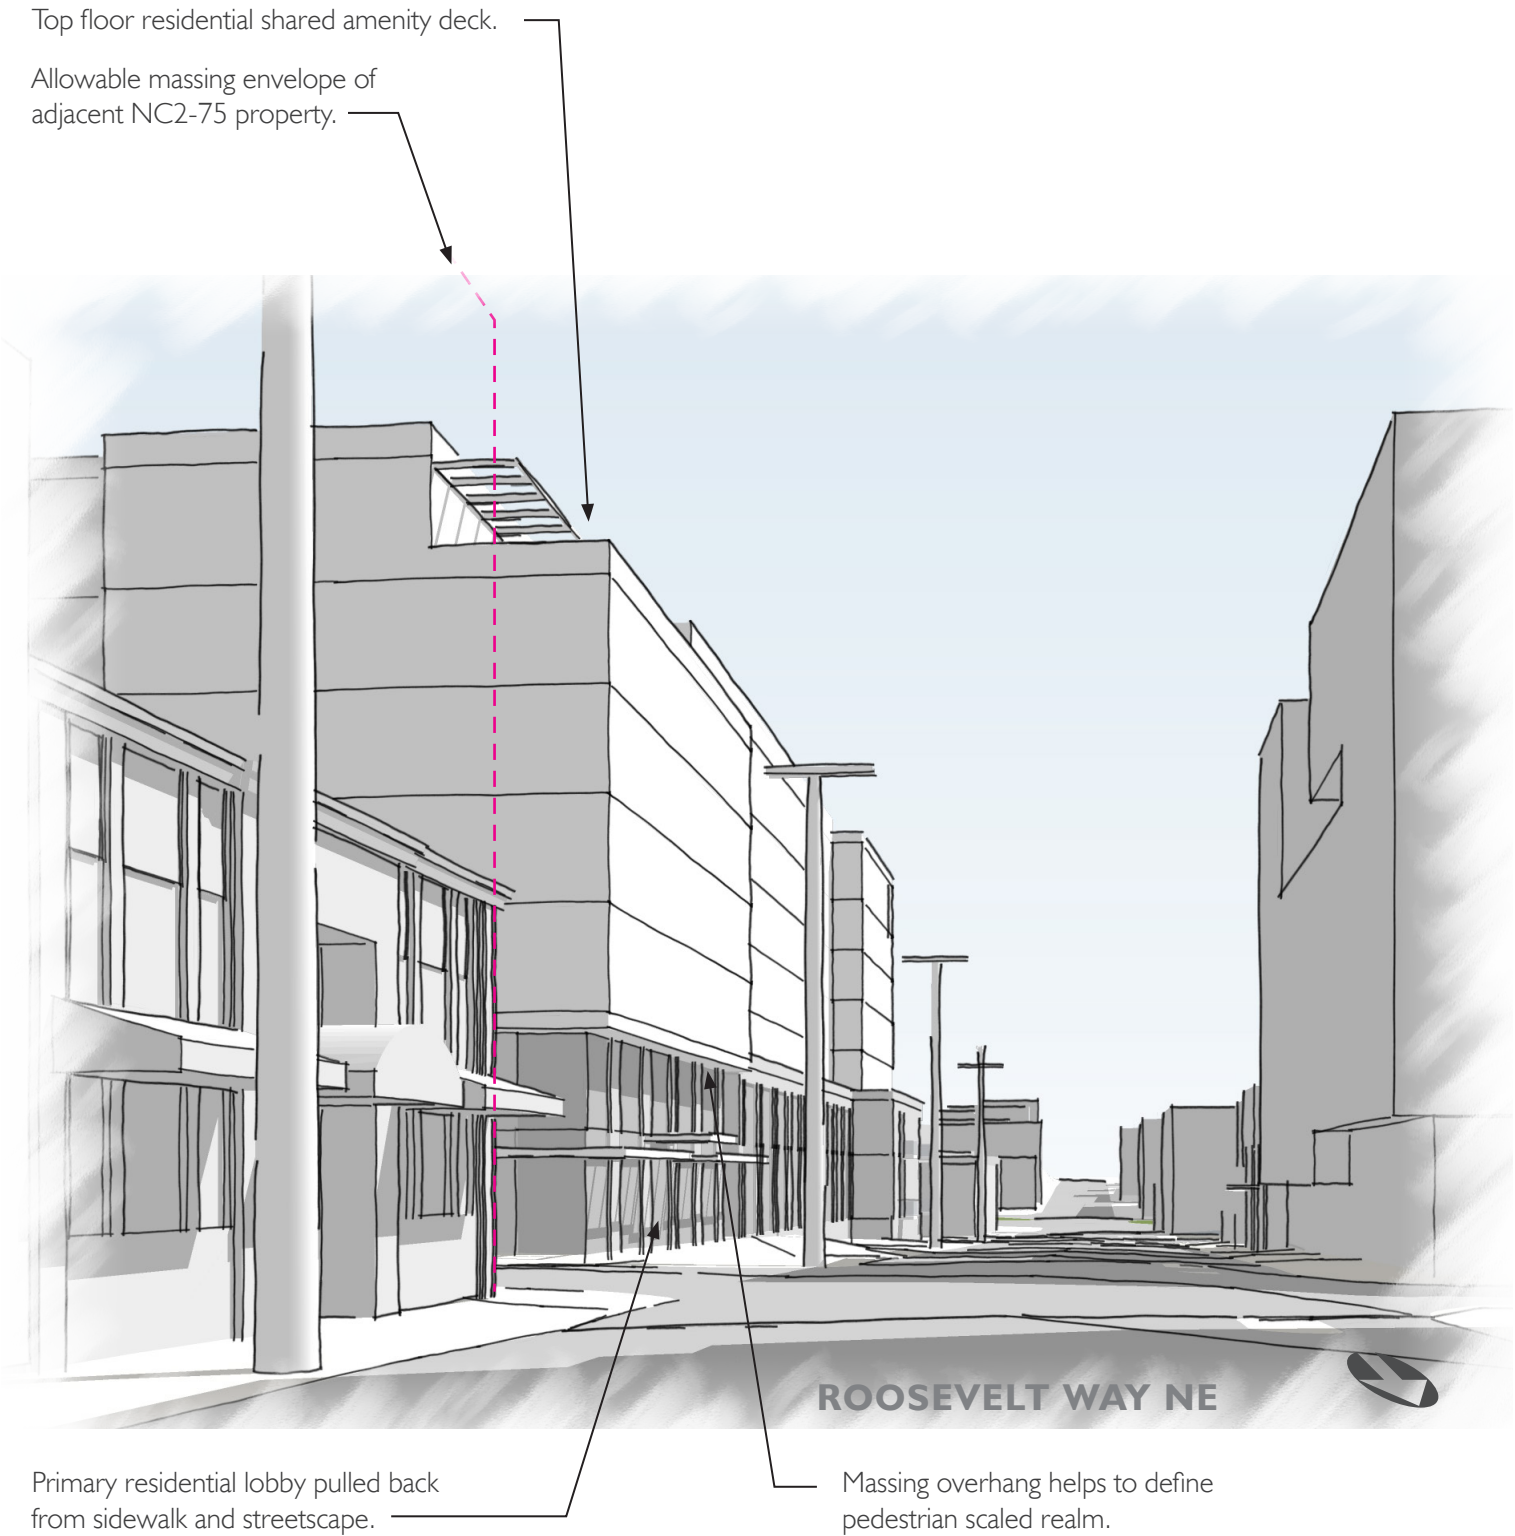 Top floor residential shared amenity deck.
Allowable massing envelope of
adjacent NC2-75 property.
ROOSEVELT WAY NE
Primary residential lobby pulled back
from sidewalk and streetscape.
Massing overhang helps to define
pedestrian scaled realm.